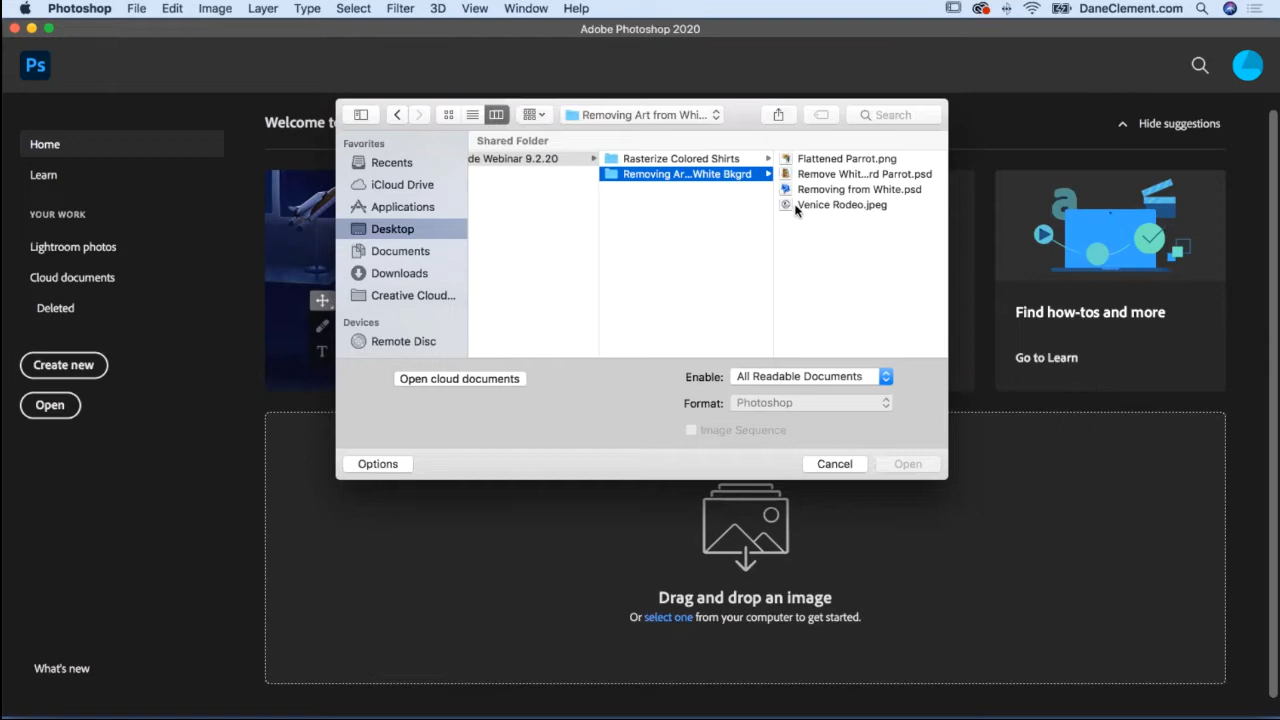 Photoshop File Edit Image Layer Type Select Filter 3D View Window Help DaneClement.com
Adobe Photoshop 2020
Ps
Welcome to
Hide suggestions
Home
Learn
YOUR WORK
Lightroom photos
Cloud documents
Deleted
Create new
Open
What's new
Removing Art from Whi...
Search
Favorites
Recents
iCloud Drive
Applications
Desktop
Documents
Downloads
Creative Cloud...
Devices
Remote Disc
Shared Folder
de Webinar 9.2.20
Rasterize Colored Shirts
Removing Ar...White Bkgrd
Flattened Parrot.png
Remove Whit...rd Parrot.psd
Removing from White.psd
Venice Rodeo.jpeg
Open cloud documents
Enable: All Readable Documents
Format: Photoshop
Image Sequence
Options
Cancel
Open
T
Find how-tos and more
Go to Learn
Drag and drop an image
Or select one from your computer to get started.